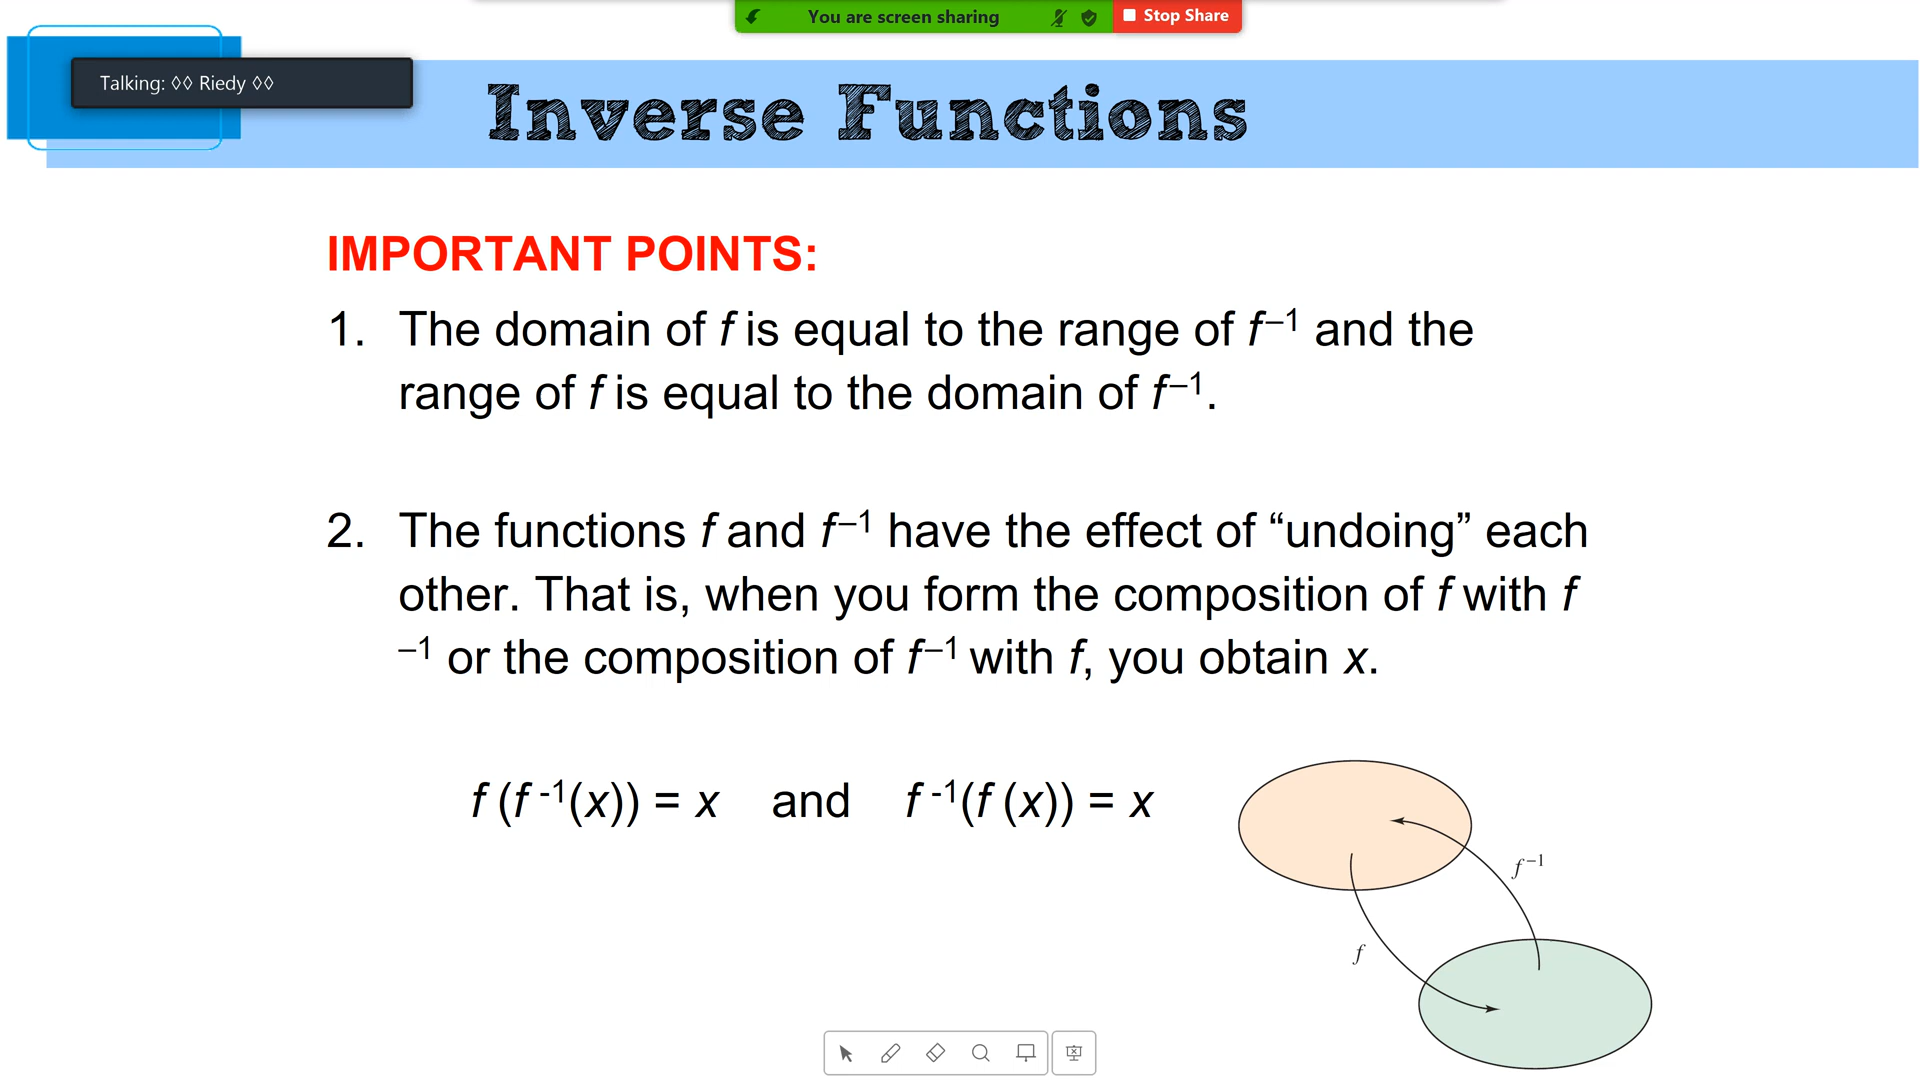 You are screen sharing
Stop Share
Talking: ◊◊ Riedy ◊◊
Inverse Functions
IMPORTANT POINTS:
1. The domain of f is equal to the range of f⁻¹ and the
range of f is equal to the domain of f⁻¹.
2. The functions f and f⁻¹ have the effect of “undoing” each
other. That is, when you form the composition of f with f
⁻¹ or the composition of f⁻¹ with f, you obtain x.
f (f ⁻¹(x)) = x and f ⁻¹(f (x)) = x
f⁻¹
f